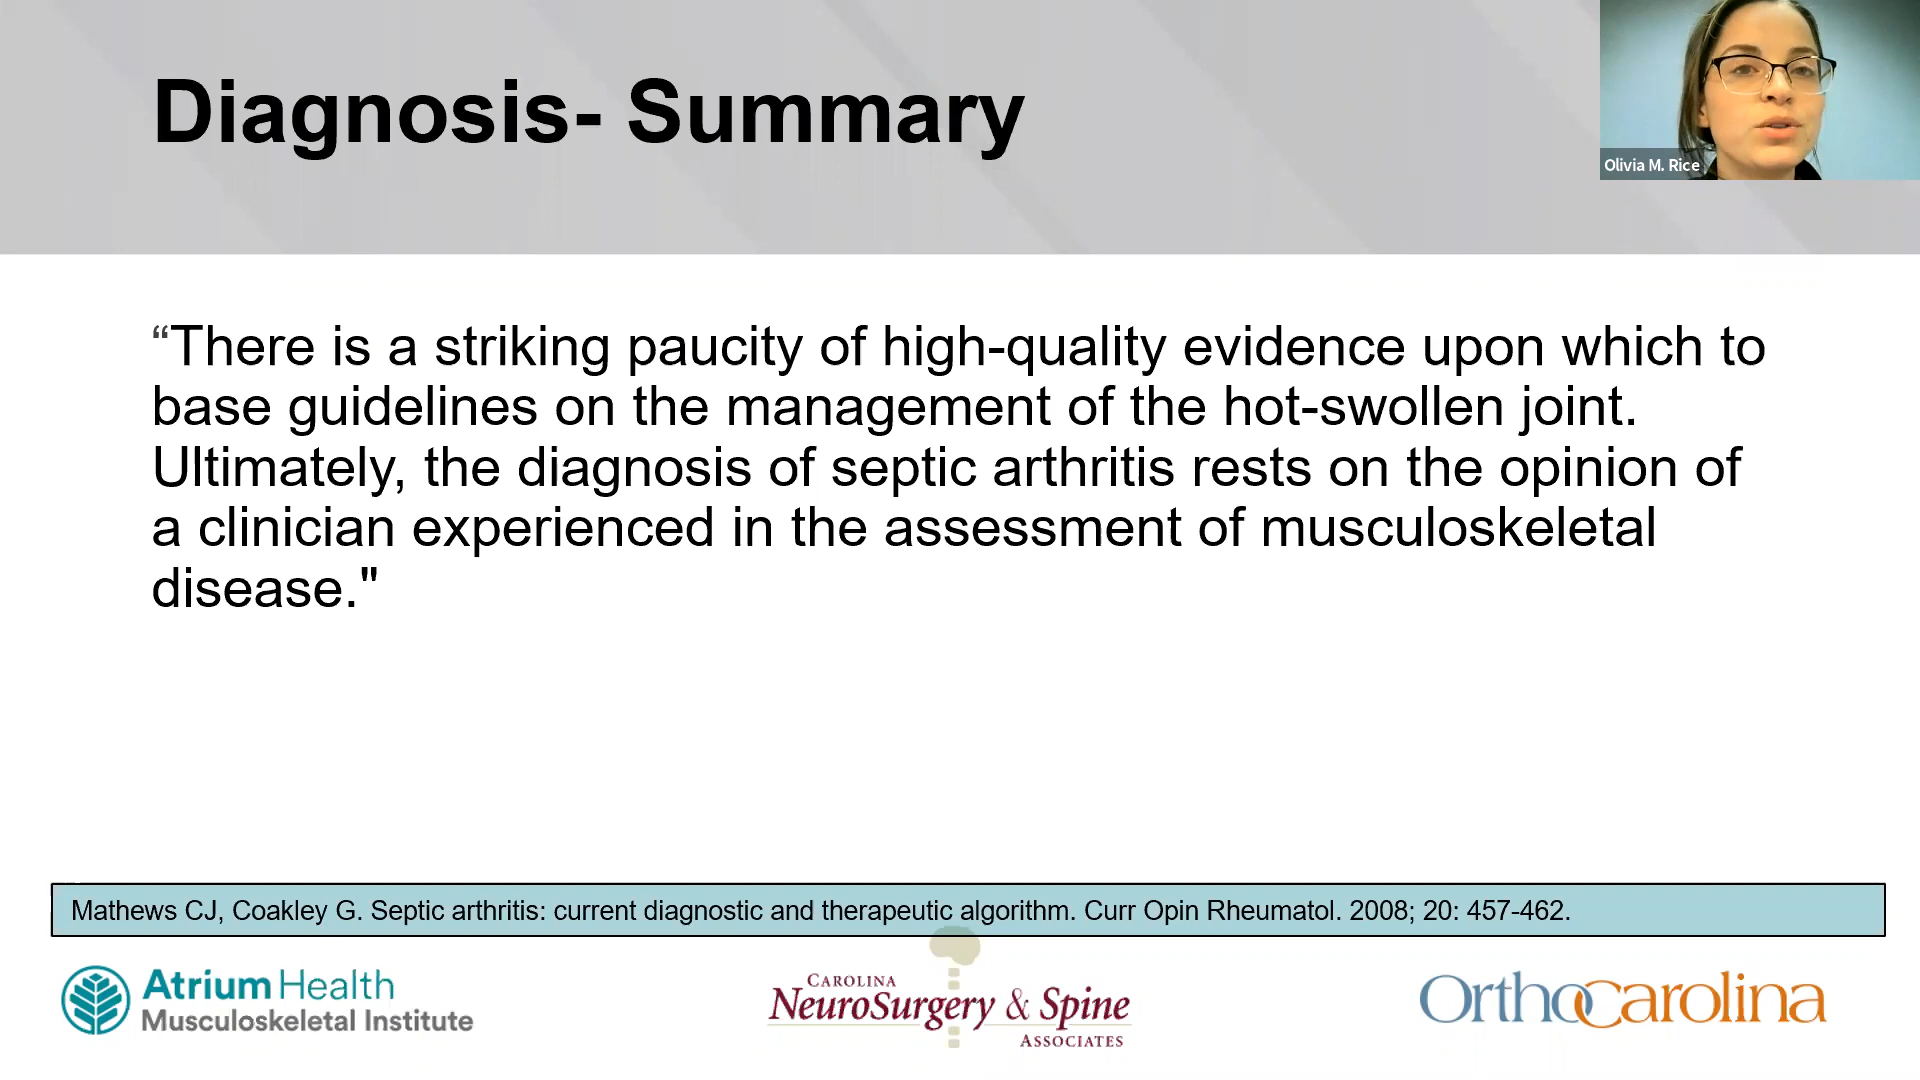 Diagnosis- Summary
Olivia M. Rice
“There is a striking paucity of high-quality evidence upon which to
base guidelines on the management of the hot-swollen joint.
Ultimately, the diagnosis of septic arthritis rests on the opinion of
a clinician experienced in the assessment of musculoskeletal
disease."
Mathews CJ, Coakley G. Septic arthritis: current diagnostic and therapeutic algorithm. Curr Opin Rheumatol. 2008; 20: 457-462.
Atrium Health
Musculoskeletal Institute
CAROLINA
NEUROSURGERY & SPINE
ASSOCIATES
OrthoCarolina